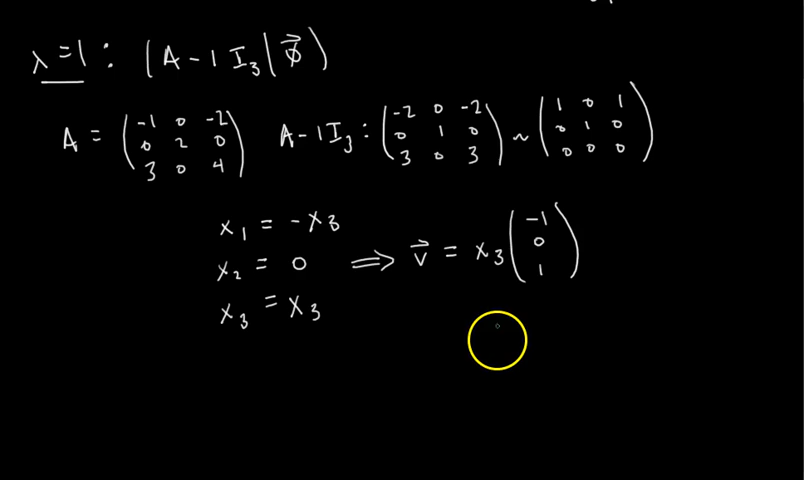 λ = 1 : (A - 1 I₃ | 0⃗)
A = (-1 0 -2; 0 2 0; 3 0 4) A - 1 I₃ : (-2 0 -2; 0 1 0; 3 0 3) ~ (1 0 1; 0 1 0; 0 0 0)
x₁ = -x₃
x₂ = 0 ⟹ v⃗ = x₃ (-1; 0; 1)
x₃ = x₃